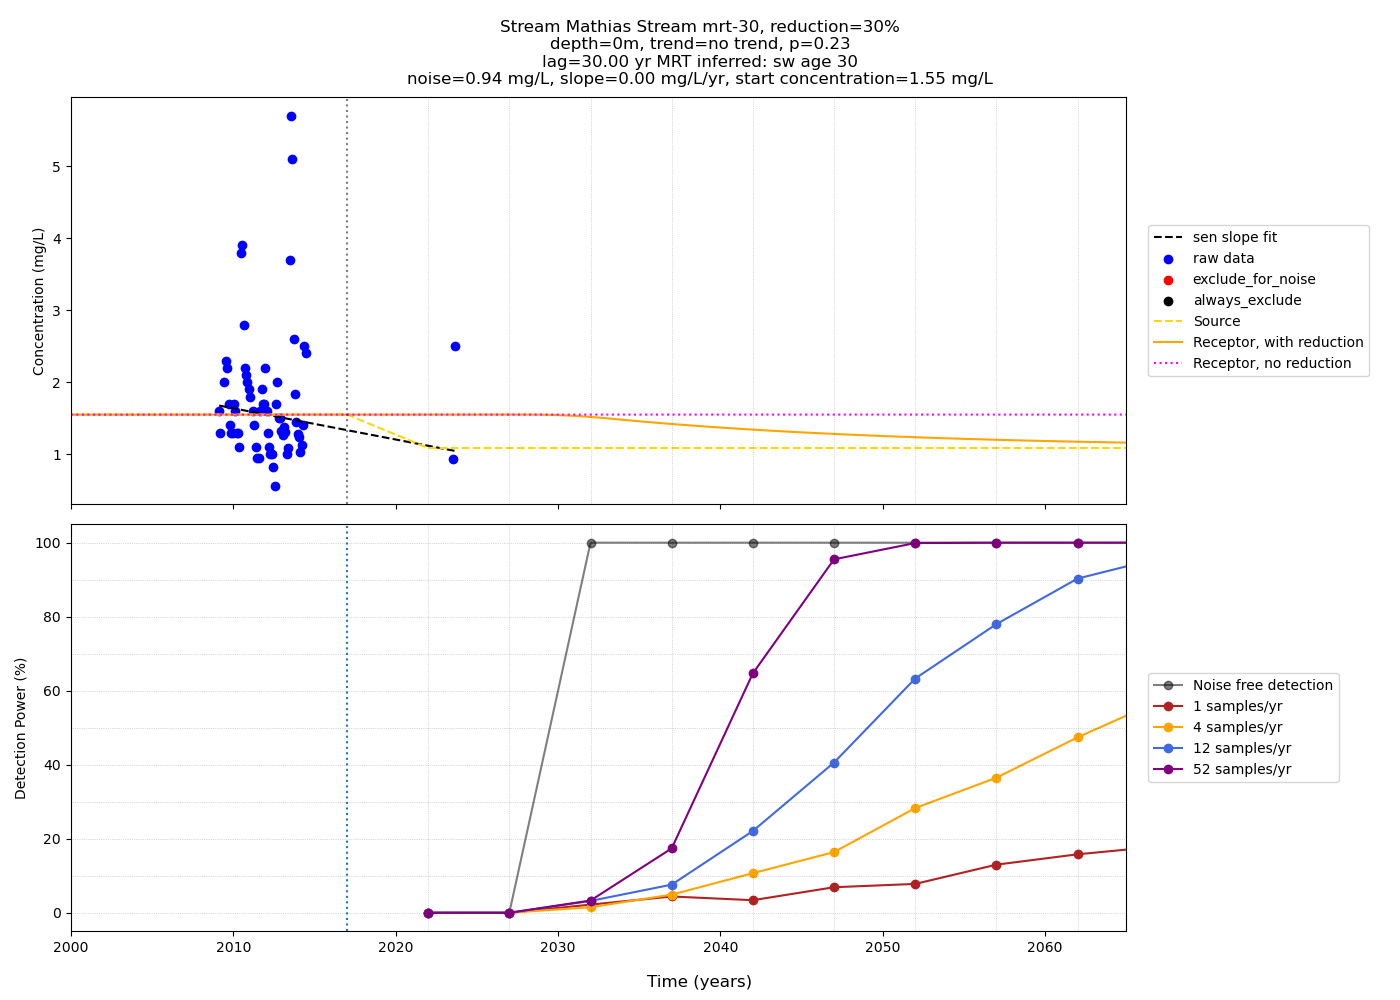 Stream Mathias Stream mrt-30, reduction=30%
depth=0m, trend=no trend, p=0.23
lag=30.00 yr MRT inferred: sw age 30
noise=0.94 mg/L, slope=0.00 mg/L/yr, start concentration=1.55 mg/L
Concentration (mg/L)
5
4
3
2
1
sen slope fit
raw data
exclude_for_noise
always_exclude
Source
Receptor, with reduction
Receptor, no reduction
Detection Power (%)
100
80
60
40
20
0
Noise free detection
1 samples/yr
4 samples/yr
12 samples/yr
52 samples/yr
2000 2010 2020 2030 2040 2050 2060
Time (years)